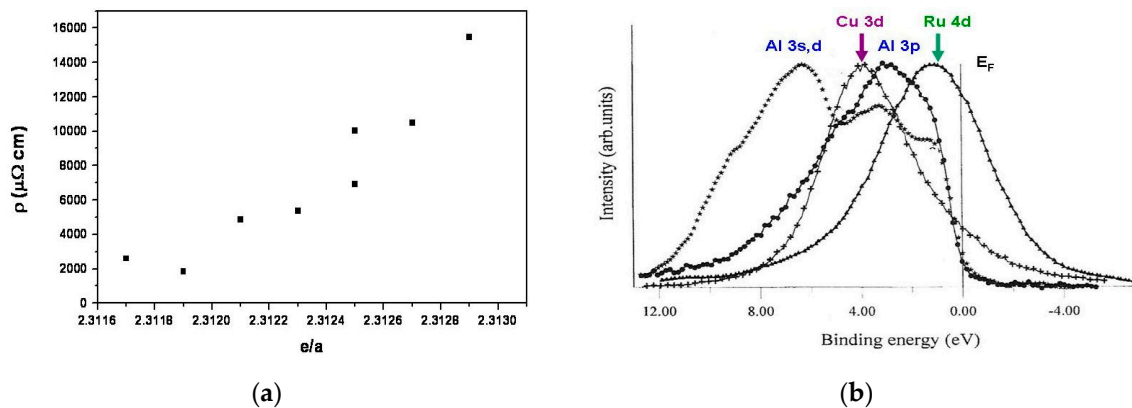 16000
14000
12000
10000
8000
6000
4000
2000
0
ρ (μΩ cm)
2.31116 2.3118 2.3120 2.3122 2.3124 2.3126 2.3128 2.3130
e/a
(a)
Cu 3d Ru 4d
Al 3s,d Al 3p
E_F
Intensity (arb.units)
12.00 8.00 4.00 0.00 -4.00
Binding energy (eV)
(b)